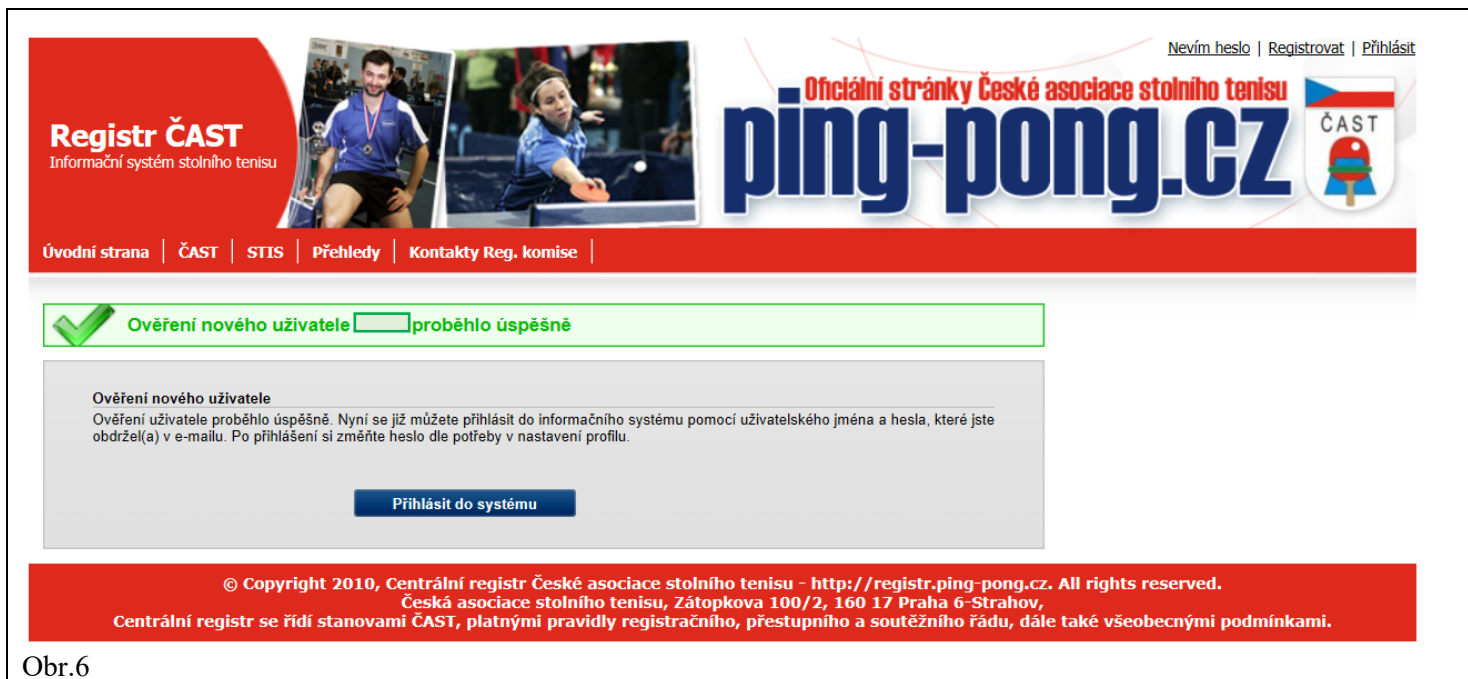 Nevím heslo | Registrovat | Přihlásit
Oficiální stránky České asociace stolního tenisu
ping-pong.cz
ČAST
Registr ČAST
Informační systém stolního tenisu
Úvodní strana | ČAST | STIS | Přehledy | Kontakty Reg. komise |
Ověření nového uživatele proběhlo úspěšně
Ověření nového uživatele
Ověření uživatele proběhlo úspěšně. Nyní se již můžete přihlásit do informačního systému pomocí uživatelského jména a hesla, které jste
obdržel(a) v e-mailu. Po přihlášení si změňte heslo dle potřeby v nastavení profilu.
Přihlásit do systému
© Copyright 2010, Centrální registr České asociace stolního tenisu - http://registr.ping-pong.cz. All rights reserved.
Česká asociace stolního tenisu, Zátopkova 100/2, 160 17 Praha 6-Strahov,
Centrální registr se řídí stanovami ČAST, platnými pravidly registračního, přestupního a soutěžního řádu, dále také všeobecnými podmínkami.
Obr.6